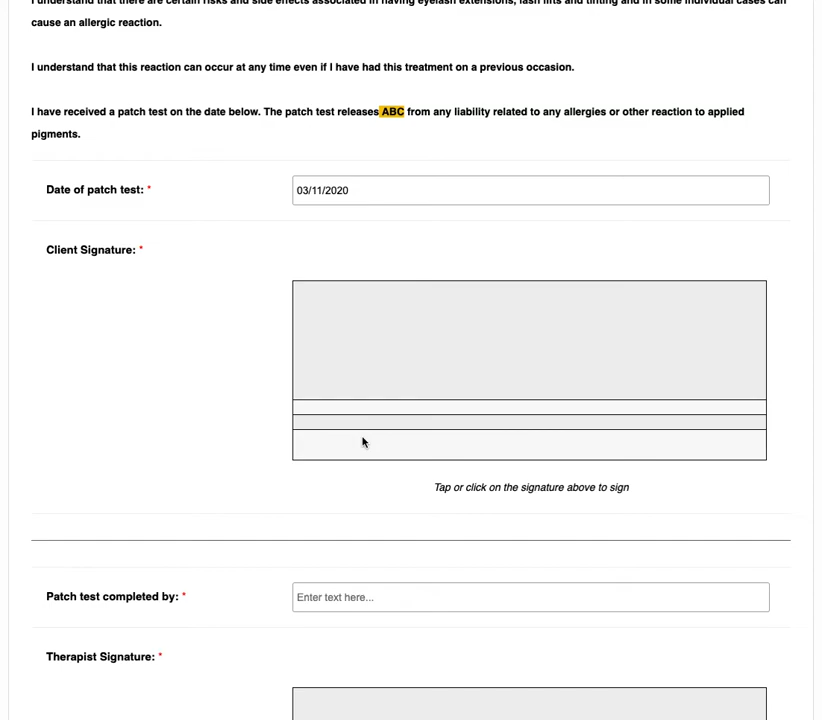 I understand that there are certain risks and side effects associated in having eyelash extensions, lash lifts and tinting and in some individual cases can
cause an allergic reaction.
I understand that this reaction can occur at any time even if I have had this treatment on a previous occasion.
I have received a patch test on the date below. The patch test releases ABC from any liability related to any allergies or other reaction to applied
pigments.
Date of patch test: * 03/11/2020
Client Signature: *
Tap or click on the signature above to sign
Patch test completed by: * Enter text here...
Therapist Signature: *